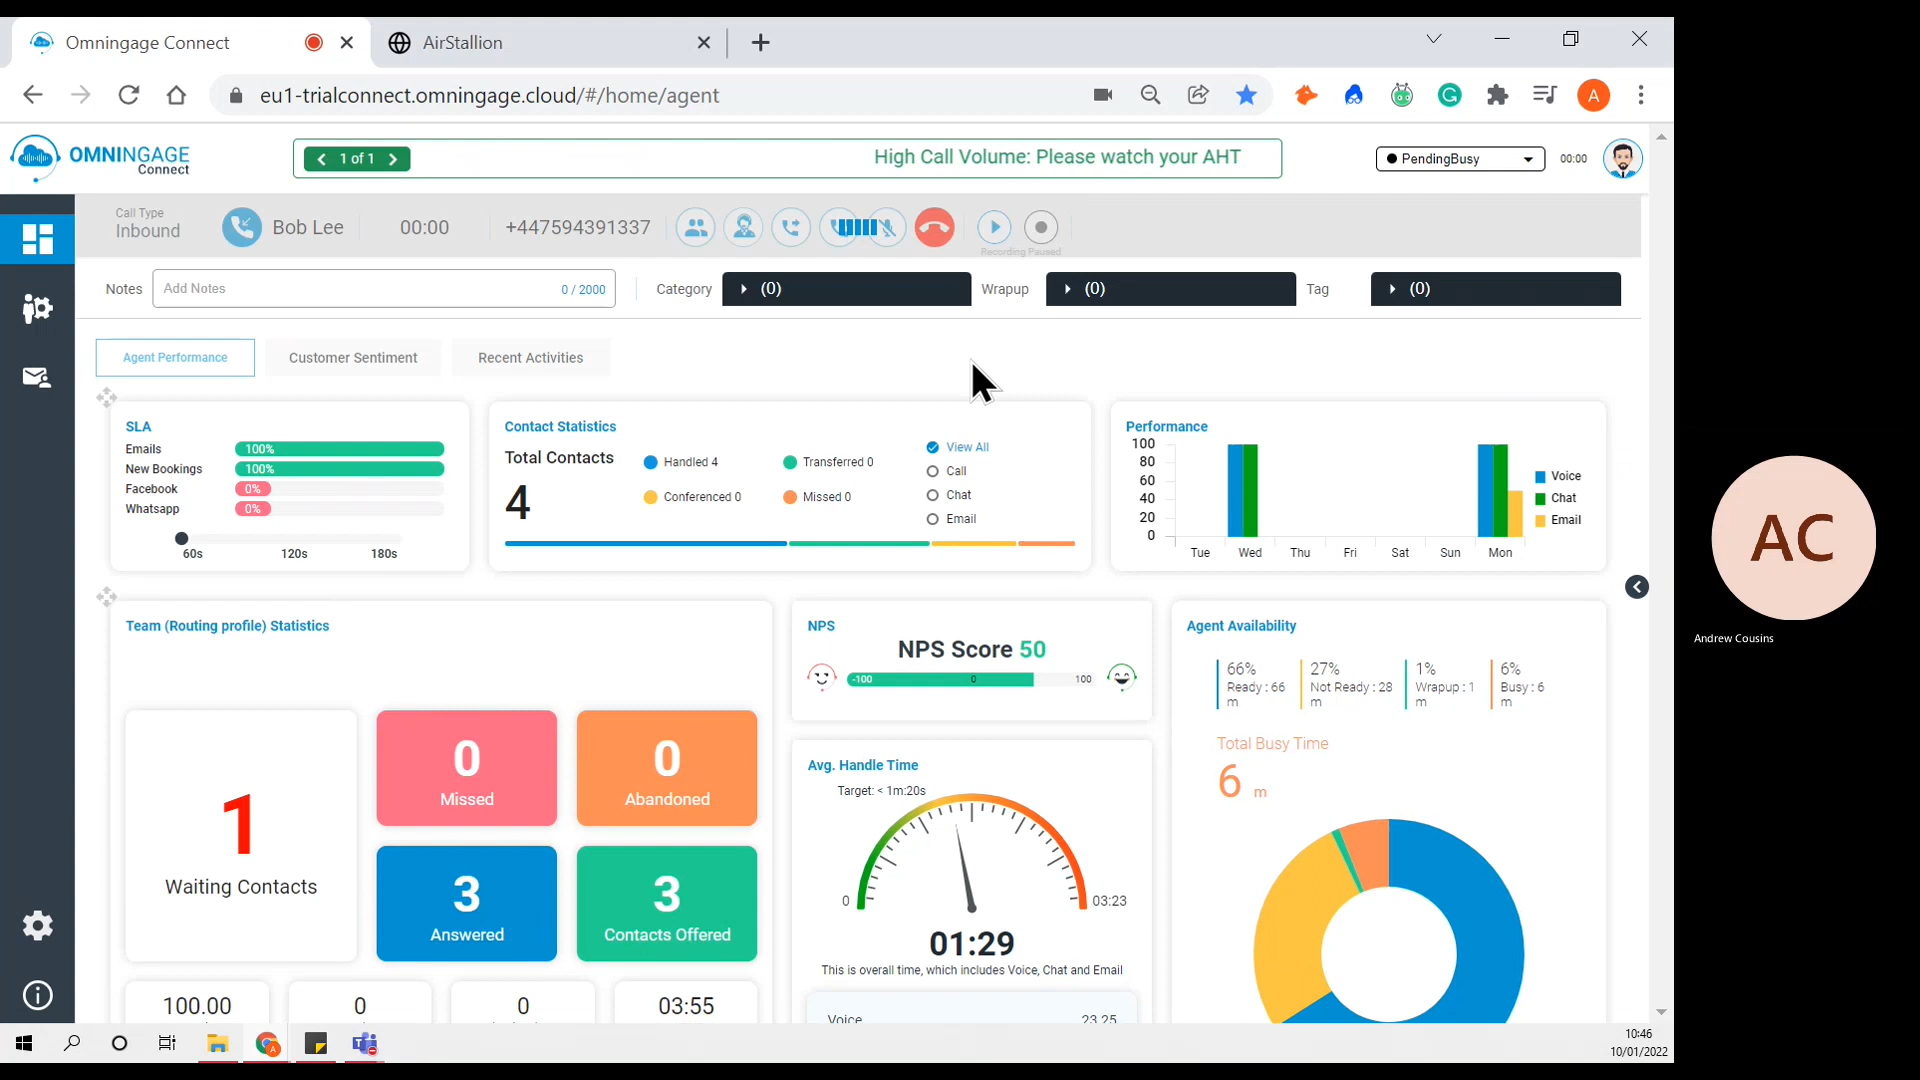 Omningage Connect
AirStallion
eu1-trialconnect.omningage.cloud/#/home/agent
A
OMNINGAGE
Connect
1 of 1
High Call Volume: Please watch your AHT
PendingBusy
00:00
Call Type
Inbound
Bob Lee
00:00
+447594391337
Recording Paused
Notes
Add Notes
0 / 2000
Category
(0)
Wrapup
(0)
Tag
(0)
Agent Performance
Customer Sentiment
Recent Activities
SLA
Emails
100%
New Bookings
100%
Facebook
0%
Whatsapp
0%
60s
120s
180s
Contact Statistics
Total Contacts
4
Handled 4
Transferred 0
Conferenced 0
Missed 0
View All
Call
Chat
Email
Performance
100
80
60
40
20
0
Tue
Wed
Thu
Fri
Sat
Sun
Mon
Voice
Chat
Email
AC
Andrew Cousins
Team (Routing profile) Statistics
1
Waiting Contacts
0
Missed
0
Abandoned
3
Answered
3
Contacts Offered
100.00
0
0
03:55
NPS
NPS Score 50
-100
0
100
Avg. Handle Time
Target: < 1m:20s
0
03:23
01:29
This is overall time, which includes Voice, Chat and Email
Voice
23.25
Agent Availability
66%
Ready : 66
m
27%
Not Ready : 28
m
1%
Wrapup : 1
m
6%
Busy : 6
m
Total Busy Time
6 m
10:46
10/01/2022